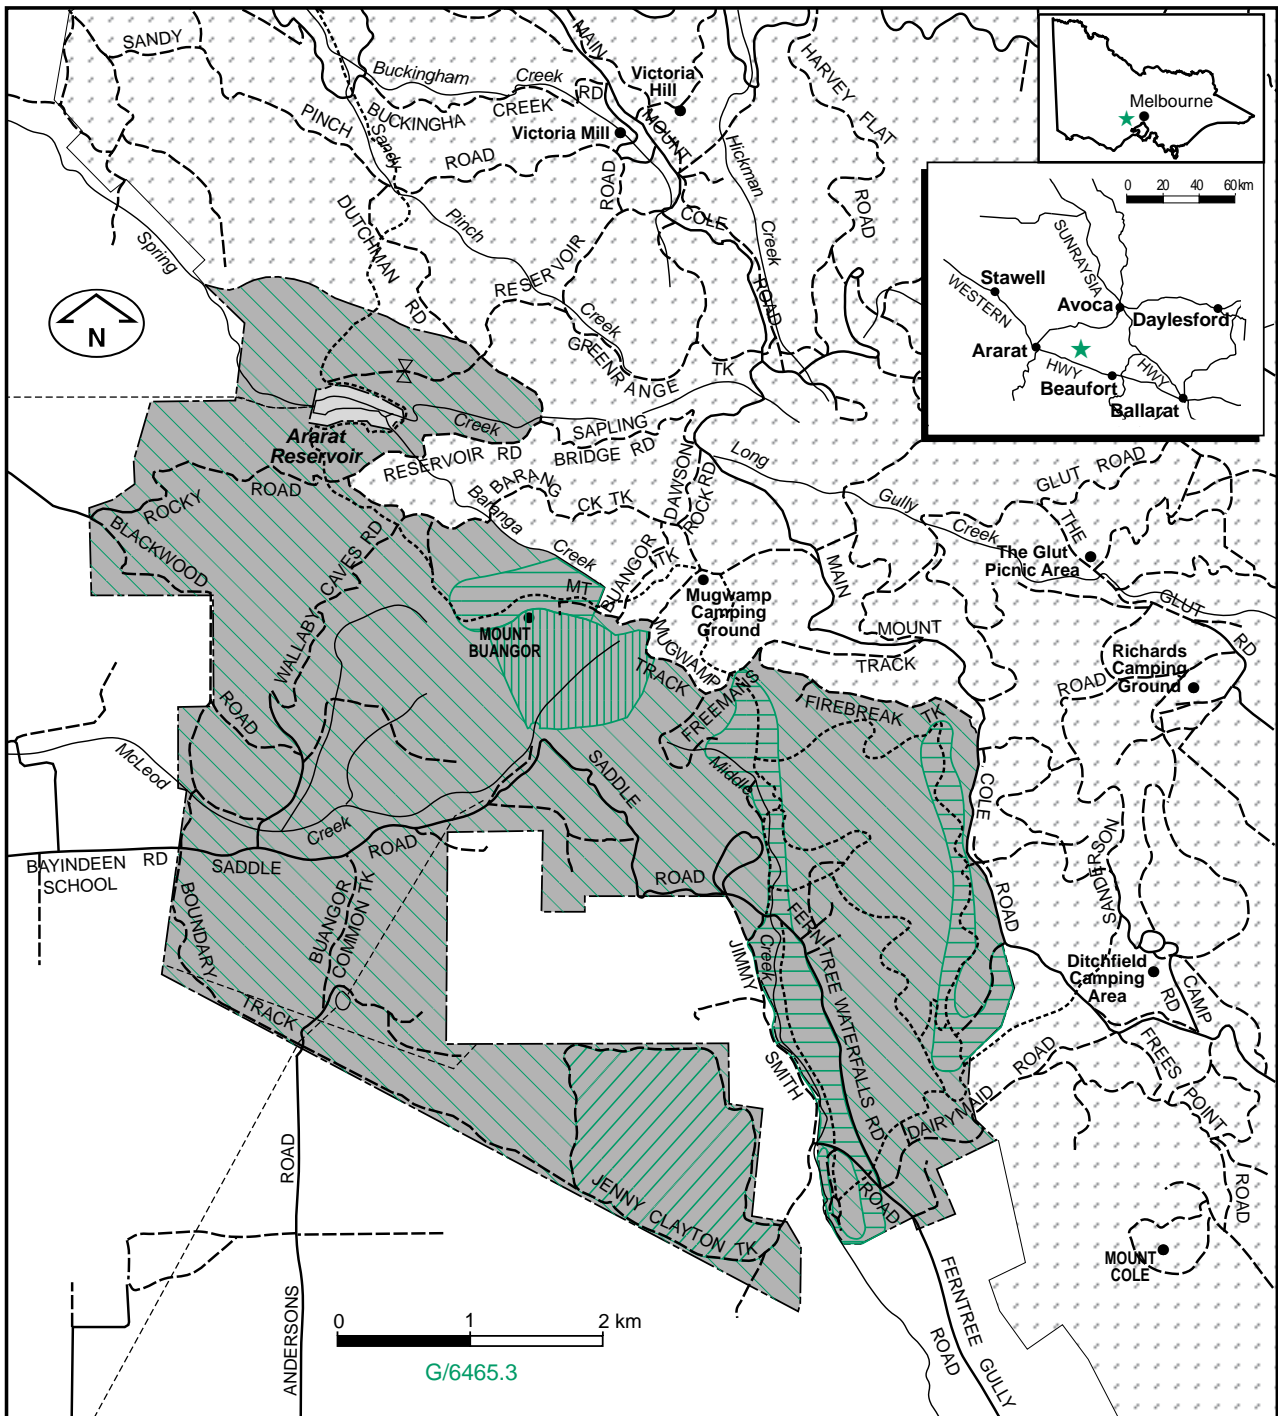 SANDY
MAIN
Buckingham Creek
Victoria
Hill
HARVEY FLAT
ROAD
Melbourne
PINCH
BUCKINGHA CREEK RD
Victoria Mill
MOUNT
Sandy
ROAD
Hickman
Creek
0 20 40 60km
ROAD
COLE
ROAD
Pinch
Creek
DUTCHMAN
RD
RESERVOIR
Spring
SUNRAYSIA
Stawell
WESTERN
Avoca
Daylesford
Ararat
HWY
HWY
Beaufort
Ballarat
N
GREENRANGE TK
Creek
SAPLING
BRIDGE RD
Ararat
Reservoir
RESERVOIR RD
BARANG
CK TK
DAWSON
ROCK RD
Long
Gully
Creek
GLUT ROAD
THE
ROCKY
ROAD
BLACKWOOD
Baranga
Creek
WALLABY CAVES RD
The Glut
Picnic Area
MT
BUANGOR
TK
Mugwamp
Camping
Ground
MAIN
GLUT
RD
MOUNT
BUANGOR
MUGWAMP
TRACK
MOUNT
TRACK
Richards
Camping
Ground
ROAD
FREEMANS
FIREBREAK TK
ROAD
McLeod
Creek
SADDLE
Middle
COLE
BAYINDEEN RD
SCHOOL
SADDLE
ROAD
ROAD
SANDERSON
BOUNDARY
BUANGOR
COMMON TK
FERN TREE WATERFALLS RD
Creek
JIMMY
SMITH
ROAD
Ditchfield
Camping
Area
RD
CAMP
TRACK
ROAD
FREES
POINT
ROAD
DAIRYMAID
ROAD
JENNY CLAYTON TK
ROAD
MOUNT
COLE
ANDERSONS
0 1 2 km
G/6465.3
FERNTREE GULLY
ROAD